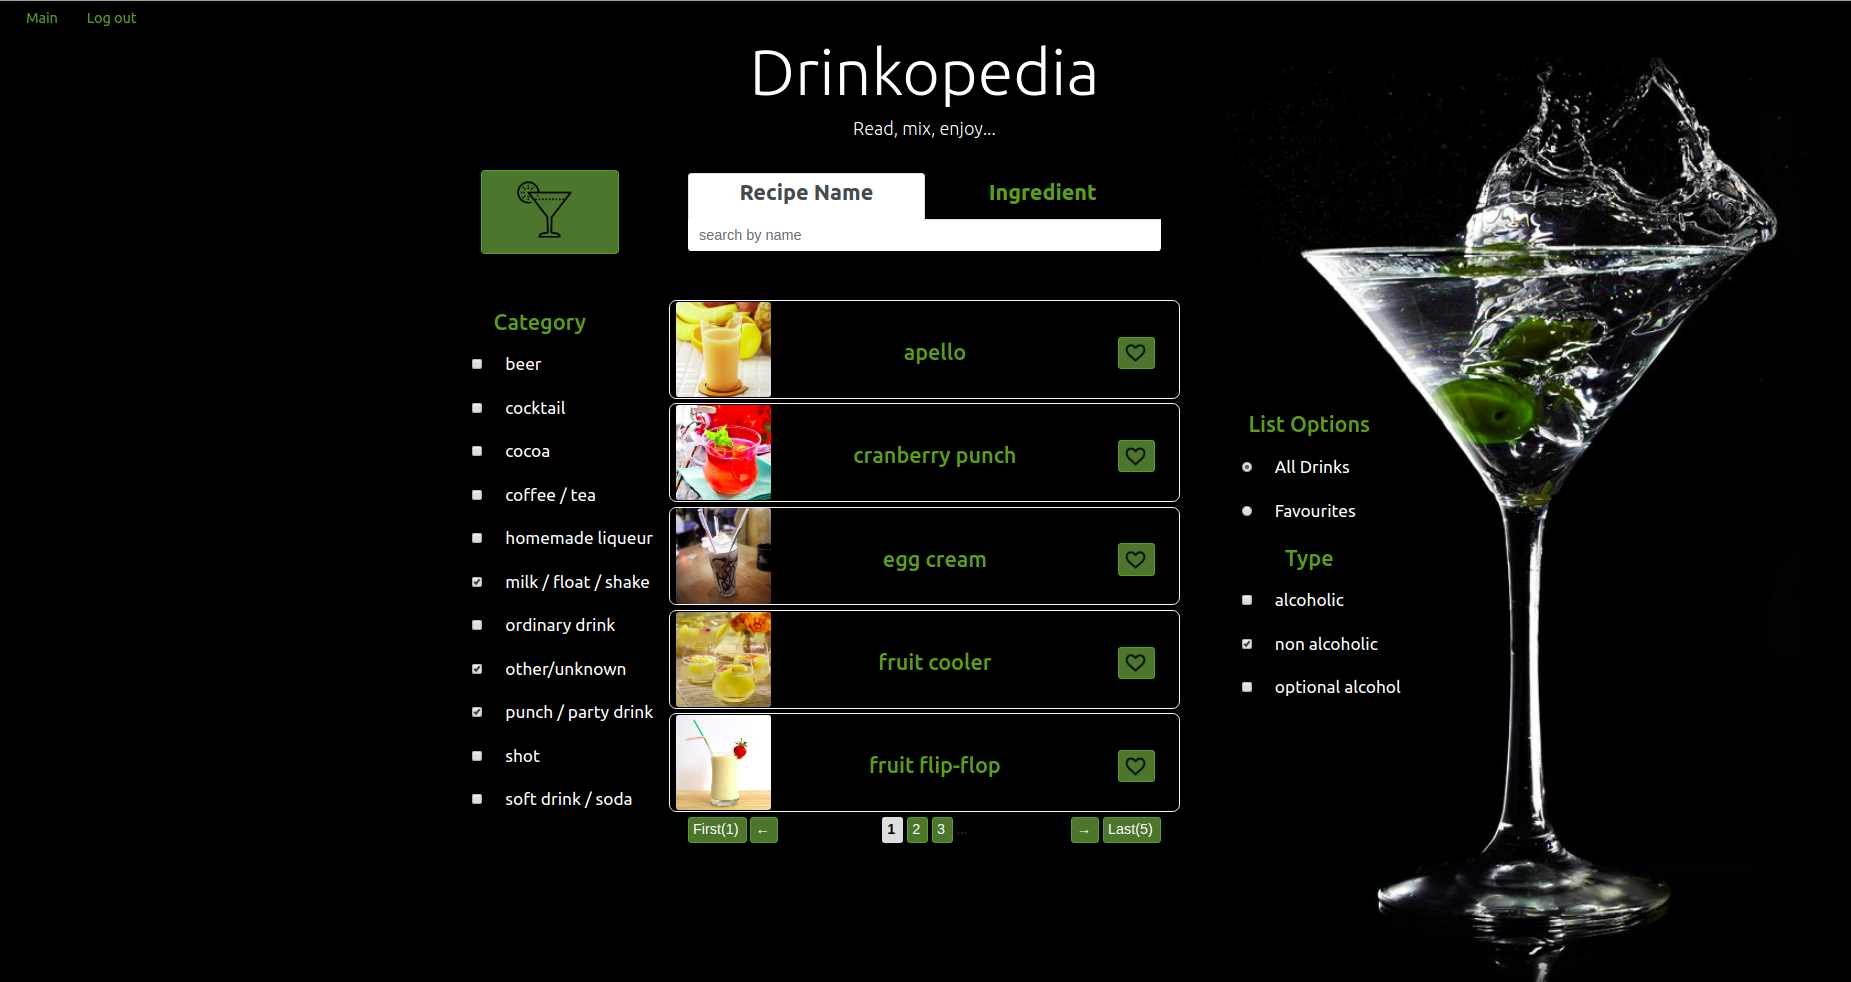 Main
Log out
Drinkopedia
Read, mix, enjoy...
Recipe Name
Ingredient
search by name
Category
beer
cocktail
cocoa
coffee / tea
homemade liqueur
milk / float / shake
ordinary drink
other/unknown
punch / party drink
shot
soft drink / soda
apello
cranberry punch
egg cream
fruit cooler
fruit flip-flop
First(1) ←
1 2 3 ...
→ Last(5)
List Options
All Drinks
Favourites
Type
alcoholic
non alcoholic
optional alcohol